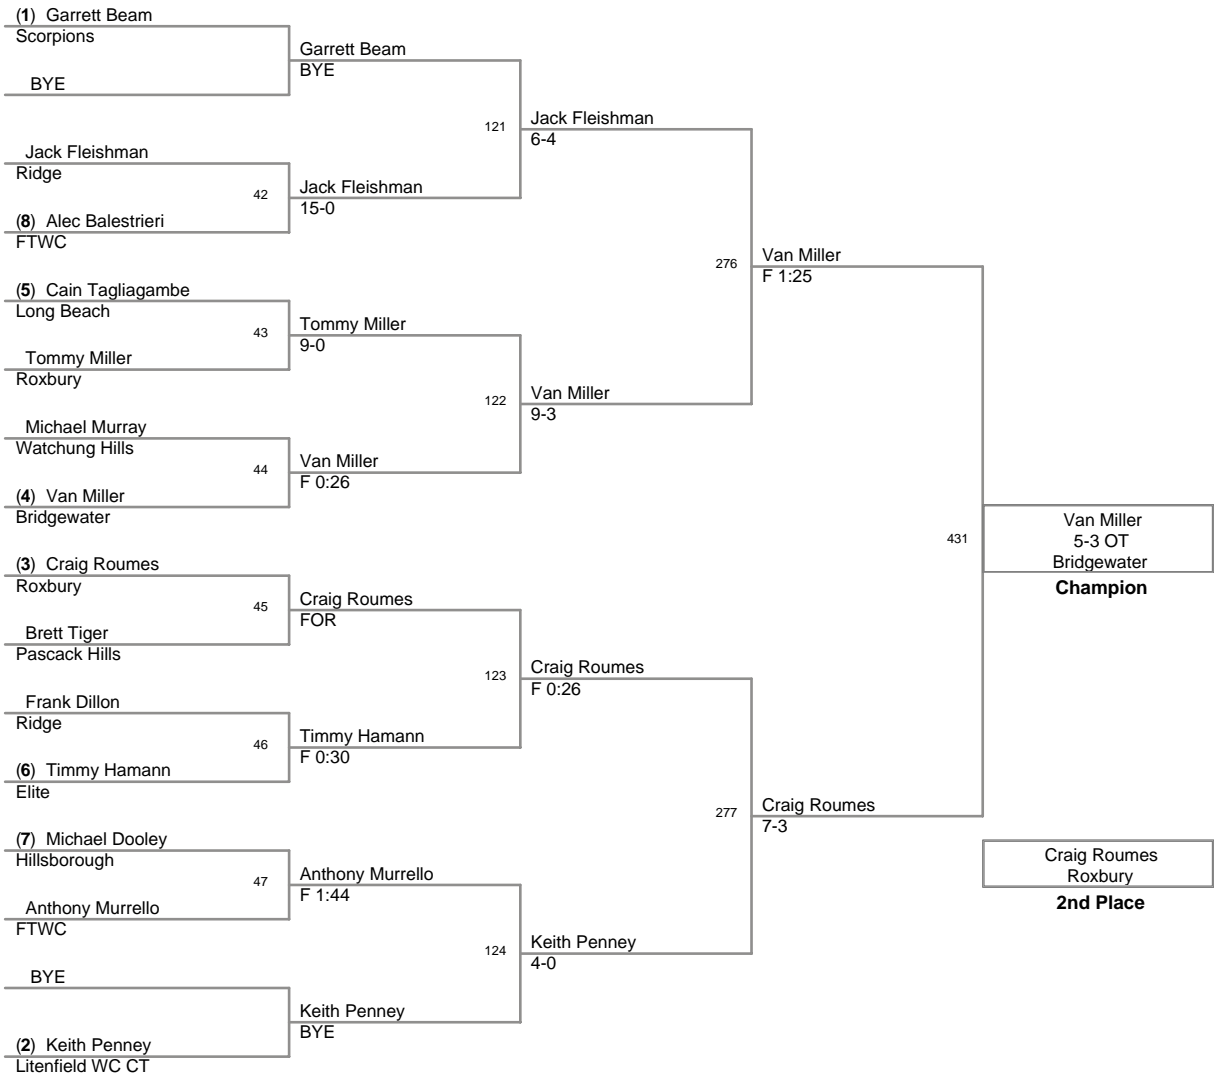 (1) Garrett Beam
Scorpions
Garrett Beam
BYE
BYE
121
Jack Fleishman
6-4
Jack Fleishman
Ridge
42
Jack Fleishman
15-0
(8) Alec Balestrieri
FTWC
276
Van Miller
F 1:25
(5) Cain Tagliagambe
Long Beach
43
Tommy Miller
9-0
Tommy Miller
Roxbury
122
Van Miller
9-3
Michael Murray
Watchung Hills
44
Van Miller
F 0:26
(4) Van Miller
Bridgewater
431
Van Miller
5-3 OT
Bridgewater
Champion
(3) Craig Roumes
Roxbury
45
Craig Roumes
FOR
Brett Tiger
Pascack Hills
123
Craig Roumes
F 0:26
Frank Dillon
Ridge
46
Timmy Hamann
F 0:30
(6) Timmy Hamann
Elite
277
Craig Roumes
7-3
(7) Michael Dooley
Hillsborough
47
Anthony Murrello
F 1:44
Anthony Murrello
FTWC
124
Keith Penney
4-0
BYE
Keith Penney
BYE
(2) Keith Penney
Litenfield WC CT
Craig Roumes
Roxbury
2nd Place